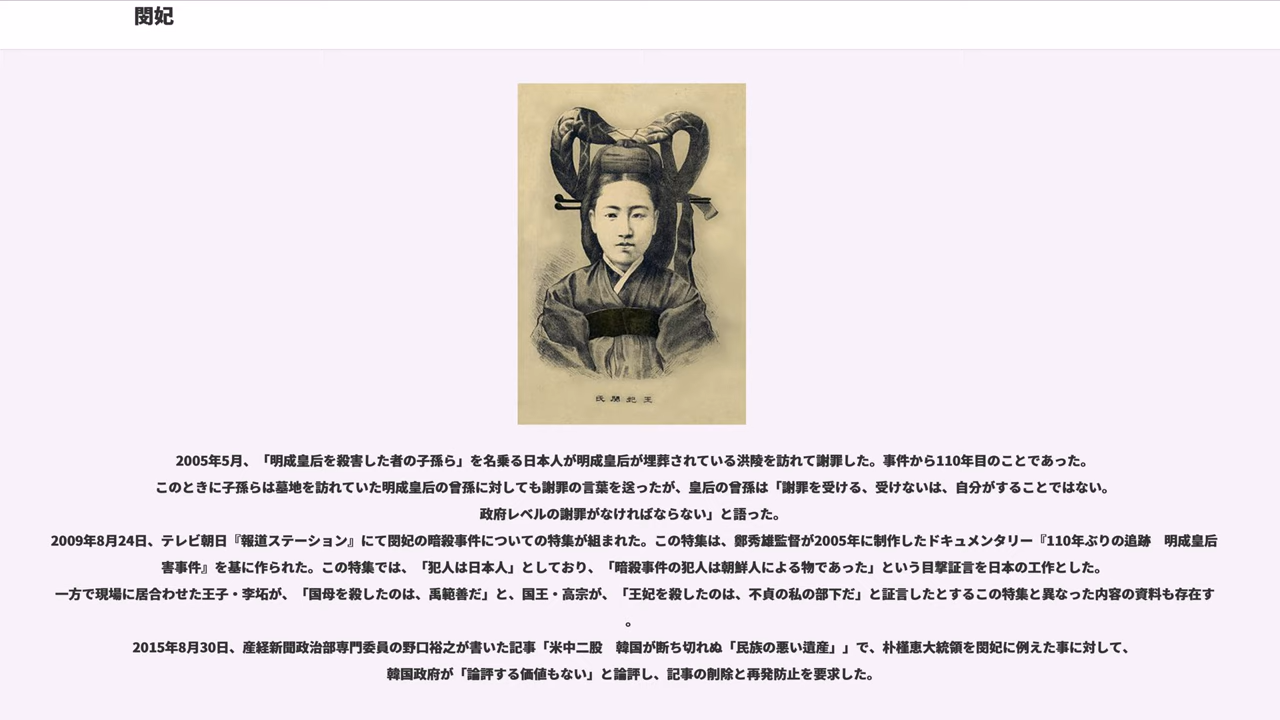 閔妃
氏閔妃王
2005年5月、「明成皇后を殺害した者の子孫ら」を名乗る日本人が明成皇后が埋葬されている洪陵を訪れて謝罪した。事件から110年目のことであった。
このときに子孫らは墓地を訪れていた明成皇后の曾孫に対しても謝罪の言葉を送ったが、皇后の曾孫は「謝罪を受ける、受けないは、自分がすることではない。
政府レベルの謝罪がなければならない」と語った。
2009年8月24日、テレビ朝日『報道ステーション』にて閔妃の暗殺事件についての特集が組まれた。この特集は、鄭秀雄監督が2005年に制作したドキュメンタリー『110年ぶりの追跡　明成皇后
害事件』を基に作られた。この特集では、「犯人は日本人」としており、「暗殺事件の犯人は朝鮮人による物であった」という目撃証言を日本の工作とした。
一方で現場に居合わせた王子・李坧が、「国母を殺したのは、禹範善だ」と、国王・高宗が、「王妃を殺したのは、不貞の私の部下だ」と証言したとするこの特集と異なった内容の資料も存在す
。
2015年8月30日、産経新聞政治部専門委員の野口裕之が書いた記事「米中二股　韓国が断ち切れぬ「民族の悪い遺産」」で、朴槿恵大統領を閔妃に例えた事に対して、
韓国政府が「論評する価値もない」と論評し、記事の削除と再発防止を要求した。